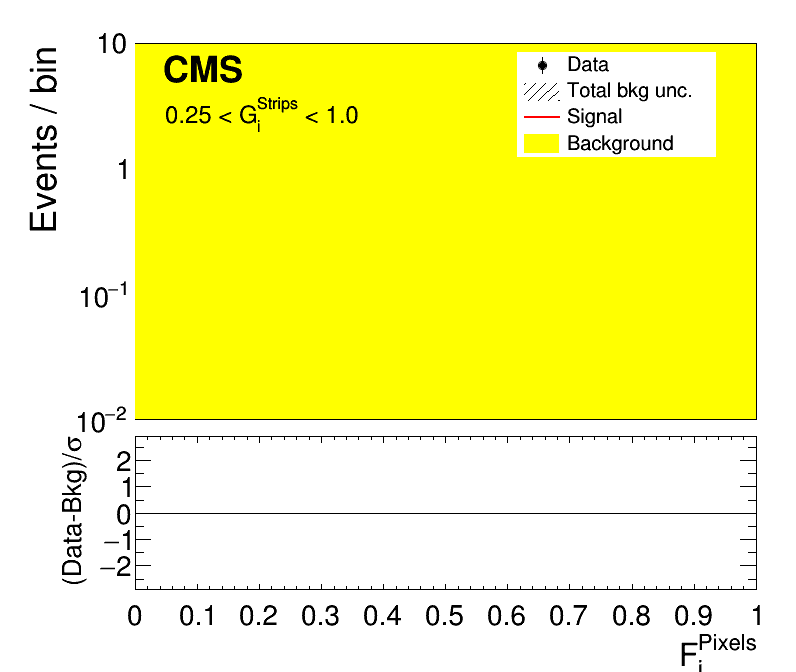 10
1
10⁻¹
10⁻²
Events / bin
CMS
0.25 < G_i^Strips < 1.0
Data
Total bkg unc.
Signal
Background
(Data-Bkg)/σ
2
1
0
−1
−2
0 0.1 0.2 0.3 0.4 0.5 0.6 0.7 0.8 0.9 1
F_i^Pixels